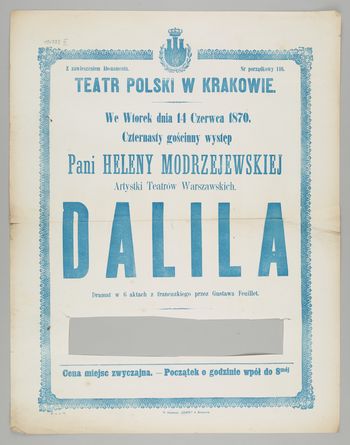 Z zawieszeniem Abonamentu. Nr porządkowy 116.
TEATR POLSKI W KRAKOWIE.
We Wtorek dnia 14 Czerwca 1870.
Czternasty gościnny występ
Pani HELENY MODRZEJEWSKIEJ
Artystki Teatrów Warszawskich.
DALILA
Dramat w 6 aktach z francuzkiego przez Gustawa Feuillet.
Cena miejsc zwyczajna. — Początek o godzinie wpół do 8mej